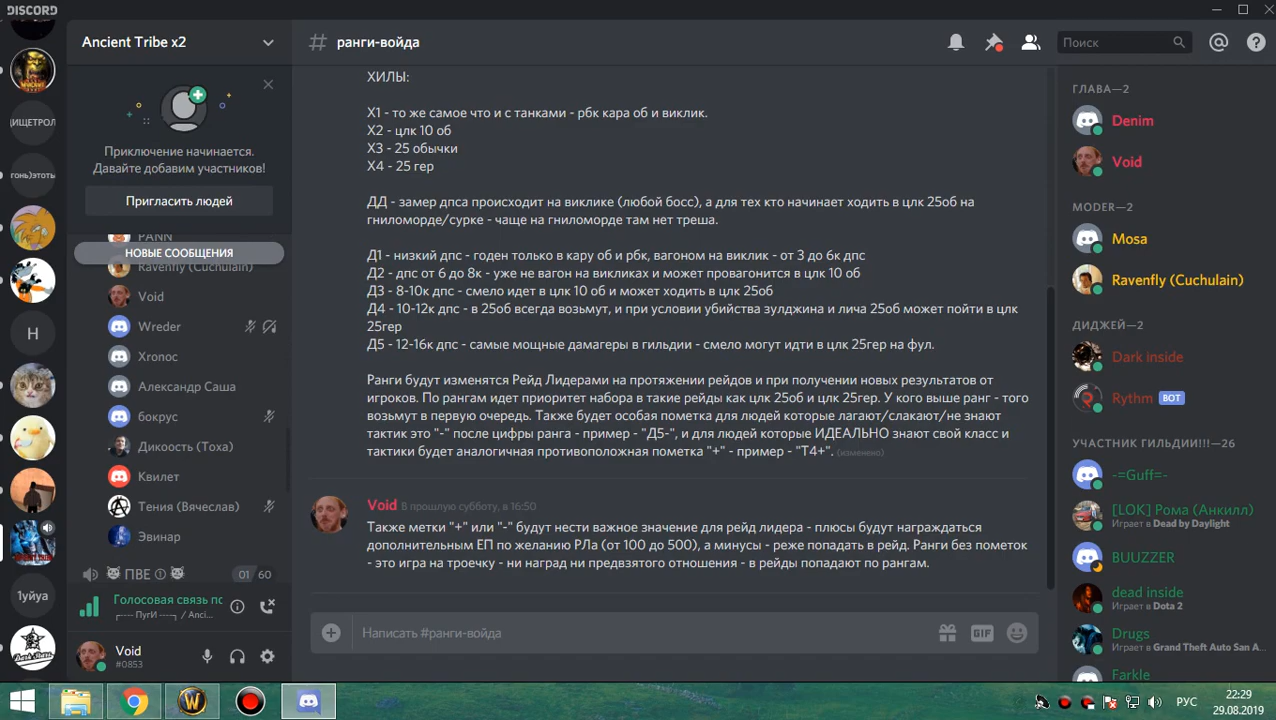 DISCORD
ДИЩЕТРОЛ
гонь)этоть
Н
1уйуа
Ancient Tribe x2
Приключение начинается.
Давайте добавим участников!
Пригласить людей
PANN
НОВЫЕ СООБЩЕНИЯ
Ravenfly (Cuchulain)
Void
Wreder
Xronoc
Александр Саша
бокрус
Дикость (Тоха)
Квилет
Тения (Вячеслав)
Эвинар
ПВЕ
01 60
Голосовая связь по
┌---- ПугИ ----┐ / Anci...
Void
#0853
# ранги-войда
Поиск
ХИЛЫ:
Х1 - то же самое что и с танками - рбк кара об и виклик.
Х2 - цлк 10 об
Х3 - 25 обычки
Х4 - 25 гер
ДД - замер дпса происходит на виклике (любой босс), а для тех кто начинает ходить в цлк 25об на
гниломорде/сурке - чаще на гниломорде там нет треша.
Д1 - низкий дпс - годен только в кару об и рбк, вагоном на виклик - от 3 до 6к дпс
Д2 - дпс от 6 до 8к - уже не вагон на викликах и может провагонится в цлк 10 об
Д3 - 8-10к дпс - смело идет в цлк 10 об и может ходить в цлк 25об
Д4 - 10-12к дпс - в 25об всегда возьмут, и при условии убийства зулджина и лича 25об может пойти в цлк
25гер
Д5 - 12-16к дпс - самые мощные дамагеры в гильдии - смело могут идти в цлк 25гер на фул.
Ранги будут изменятся Рейд Лидерами на протяжении рейдов и при получении новых результатов от
игроков. По рангам идет приоритет набора в такие рейды как цлк 25об и цлк 25гер. У кого выше ранг - того
возьмут в первую очередь. Также будет особая пометка для людей которые лагают/слакают/не знают
тактик это "-" после цифры ранга - пример - "Д5-", и для людей которые ИДЕАЛЬНО знают свой класс и
тактики будет аналогичная противоположная пометка "+" - пример - "Т4+". (изменено)
Void В прошлую субботу, в 16:50
Также метки "+" или "-" будут нести важное значение для рейд лидера - плюсы будут награждаться
дополнительным ЕП по желанию РЛа (от 100 до 500), а минусы - реже попадать в рейд. Ранги без пометок
- это игра на троечку - ни наград ни предвзятого отношения - в рейды попадают по рангам.
Написать #ранги-войда
GIF
ГЛАВА—2
Denim
Void
MODER—2
Mosa
Ravenfly (Cuchulain)
ДИДЖЕЙ—2
Dark inside
Rythm BOT
УЧАСТНИК ГИЛЬДИИ!!!—26
-=Guff=-
[LOK] Рома (Анкилл)
Играет в Dead by Daylight
BUUZZER
dead inside
Играет в Dota 2
Drugs
Играет в Grand Theft Auto San A...
Farkle
РУС
22:29
29.08.2019